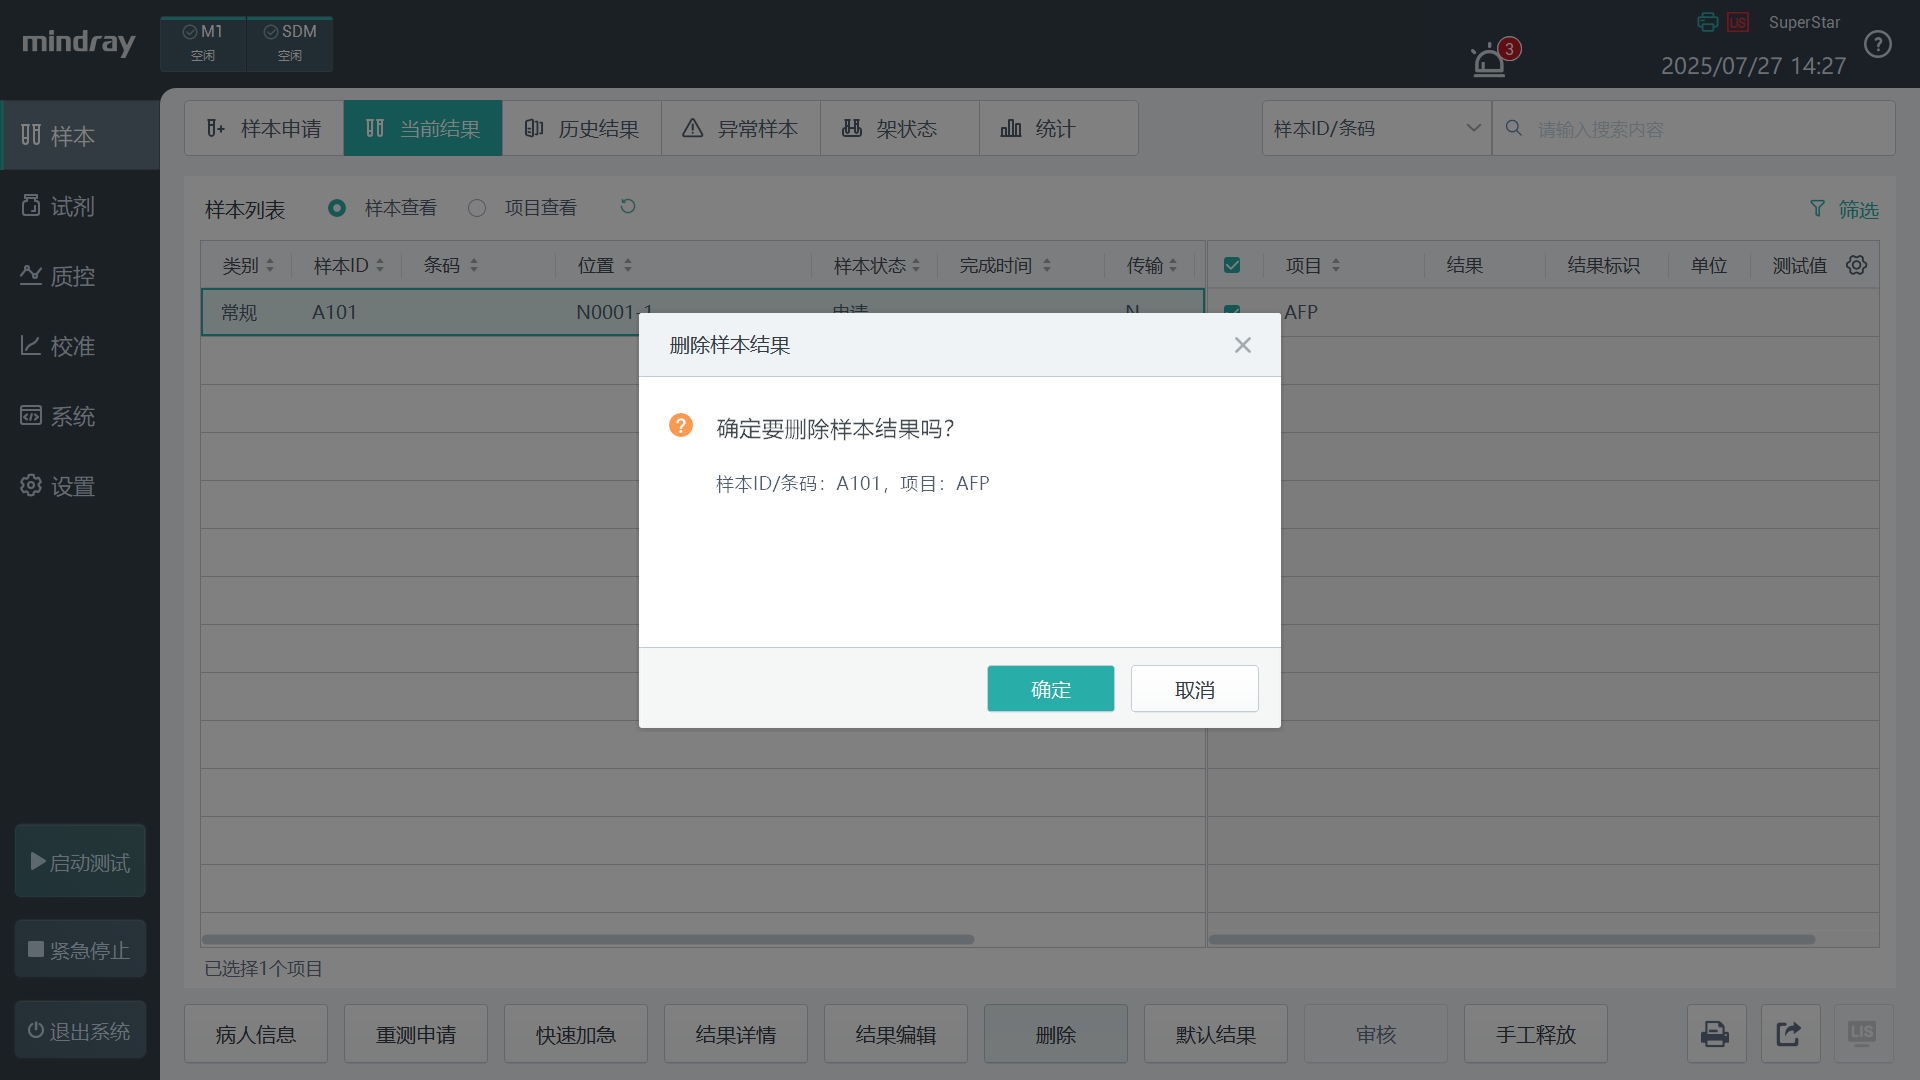 mindray
M1
空闲
SDM
空闲
3
LIS
SuperStar
2025/07/27 14:27
?
样本
试剂
质控
校准
系统
设置
启动测试
紧急停止
退出系统
样本申请
当前结果
历史结果
异常样本
架状态
统计
样本ID/条码
请输入搜索内容
样本列表
样本查看
项目查看
筛选
类别 样本ID 条码 位置 样本状态 完成时间 传输 项目 结果 结果标识 单位 测试值
常规 A101 N0001-1 申请 N AFP
删除样本结果
确定要删除样本结果吗？
样本ID/条码：A101，项目：AFP
确定
取消
已选择1个项目
病人信息
重测申请
快速加急
结果详情
结果编辑
删除
默认结果
审核
手工释放
LIS